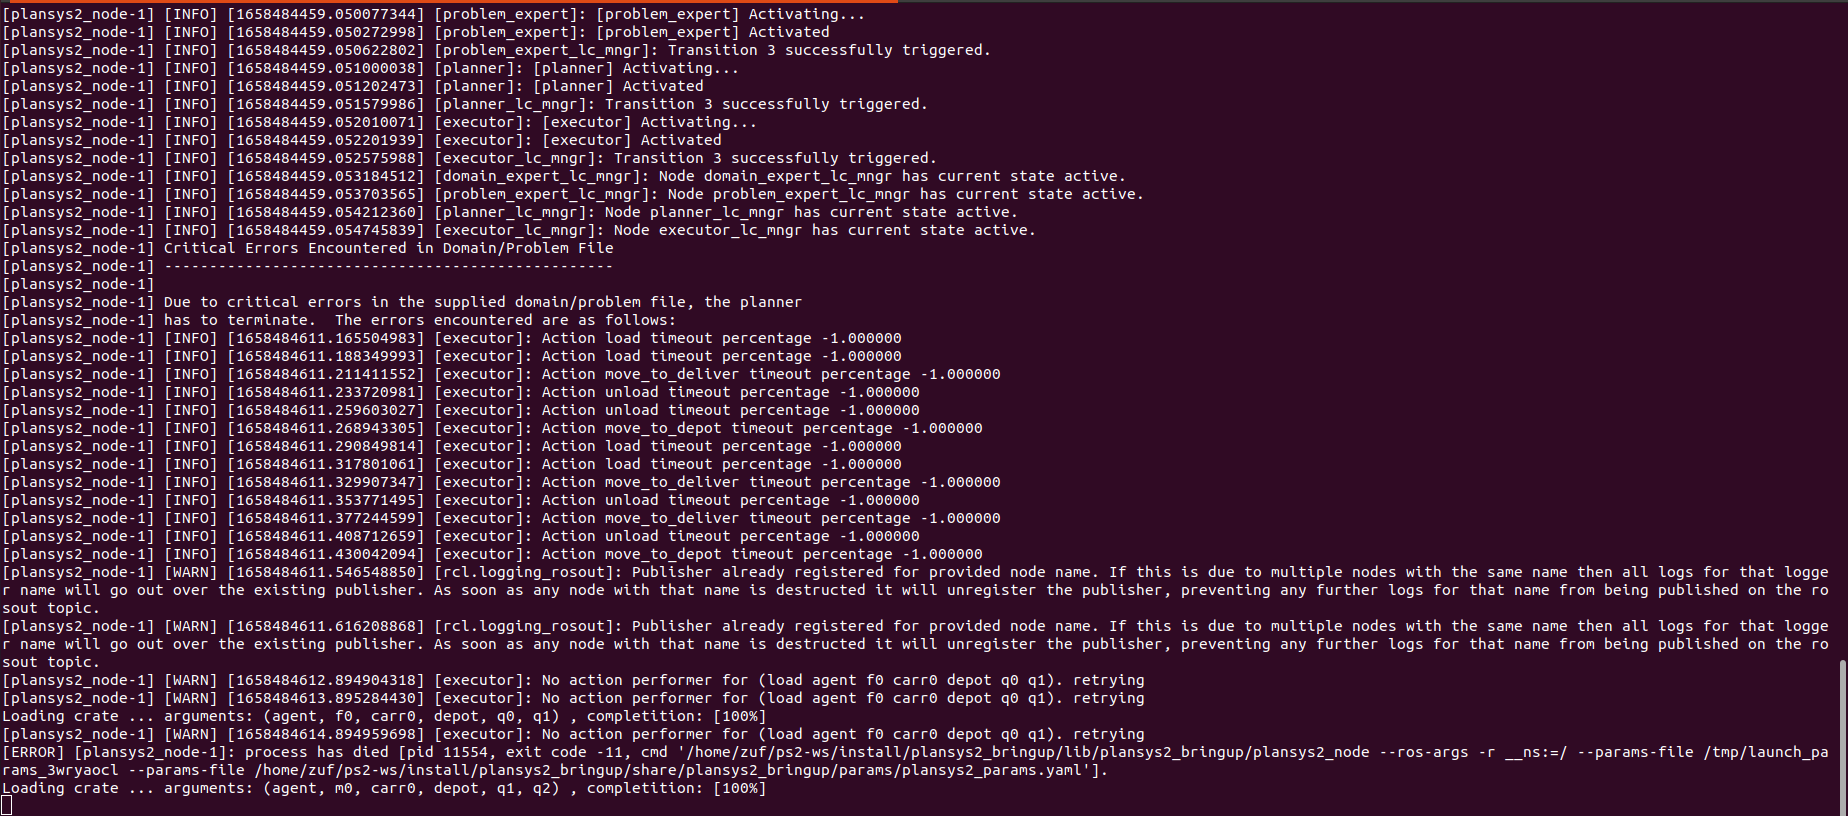 [plansys2_node-1] [INFO] [1658484459.050077344] [problem_expert]: [problem_expert] Activating...
[plansys2_node-1] [INFO] [1658484459.050272998] [problem_expert]: [problem_expert] Activated
[plansys2_node-1] [INFO] [1658484459.050622802] [problem_expert_lc_mngr]: Transition 3 successfully triggered.
[plansys2_node-1] [INFO] [1658484459.051000038] [planner]: [planner] Activating...
[plansys2_node-1] [INFO] [1658484459.051202473] [planner]: [planner] Activated
[plansys2_node-1] [INFO] [1658484459.051579986] [planner_lc_mngr]: Transition 3 successfully triggered.
[plansys2_node-1] [INFO] [1658484459.052010071] [executor]: [executor] Activating...
[plansys2_node-1] [INFO] [1658484459.052201939] [executor]: [executor] Activated
[plansys2_node-1] [INFO] [1658484459.052575988] [executor_lc_mngr]: Transition 3 successfully triggered.
[plansys2_node-1] [INFO] [1658484459.053184512] [domain_expert_lc_mngr]: Node domain_expert_lc_mngr has current state active.
[plansys2_node-1] [INFO] [1658484459.053703565] [problem_expert_lc_mngr]: Node problem_expert_lc_mngr has current state active.
[plansys2_node-1] [INFO] [1658484459.054212360] [planner_lc_mngr]: Node planner_lc_mngr has current state active.
[plansys2_node-1] [INFO] [1658484459.054745839] [executor_lc_mngr]: Node executor_lc_mngr has current state active.
[plansys2_node-1] Critical Errors Encountered in Domain/Problem File
[plansys2_node-1] --------------------------------------------------
[plansys2_node-1]
[plansys2_node-1] Due to critical errors in the supplied domain/problem file, the planner
[plansys2_node-1] has to terminate.  The errors encountered are as follows:
[plansys2_node-1] [INFO] [1658484611.165504983] [executor]: Action load timeout percentage -1.000000
[plansys2_node-1] [INFO] [1658484611.188349993] [executor]: Action load timeout percentage -1.000000
[plansys2_node-1] [INFO] [1658484611.211411552] [executor]: Action move_to_deliver timeout percentage -1.000000
[plansys2_node-1] [INFO] [1658484611.233720981] [executor]: Action unload timeout percentage -1.000000
[plansys2_node-1] [INFO] [1658484611.259603027] [executor]: Action unload timeout percentage -1.000000
[plansys2_node-1] [INFO] [1658484611.268943305] [executor]: Action move_to_depot timeout percentage -1.000000
[plansys2_node-1] [INFO] [1658484611.290849814] [executor]: Action load timeout percentage -1.000000
[plansys2_node-1] [INFO] [1658484611.317801061] [executor]: Action load timeout percentage -1.000000
[plansys2_node-1] [INFO] [1658484611.329907347] [executor]: Action move_to_deliver timeout percentage -1.000000
[plansys2_node-1] [INFO] [1658484611.353771495] [executor]: Action unload timeout percentage -1.000000
[plansys2_node-1] [INFO] [1658484611.377244599] [executor]: Action move_to_deliver timeout percentage -1.000000
[plansys2_node-1] [INFO] [1658484611.408712659] [executor]: Action unload timeout percentage -1.000000
[plansys2_node-1] [INFO] [1658484611.430042094] [executor]: Action move_to_depot timeout percentage -1.000000
[plansys2_node-1] [WARN] [1658484611.546548850] [rcl.logging_rosout]: Publisher already registered for provided node name. If this is due to multiple nodes with the same name then all logs for that logge
r name will go out over the existing publisher. As soon as any node with that name is destructed it will unregister the publisher, preventing any further logs for that name from being published on the ro
sout topic.
[plansys2_node-1] [WARN] [1658484611.616208868] [rcl.logging_rosout]: Publisher already registered for provided node name. If this is due to multiple nodes with the same name then all logs for that logge
r name will go out over the existing publisher. As soon as any node with that name is destructed it will unregister the publisher, preventing any further logs for that name from being published on the ro
sout topic.
[plansys2_node-1] [WARN] [1658484612.894904318] [executor]: No action performer for (load agent f0 carr0 depot q0 q1). retrying
[plansys2_node-1] [WARN] [1658484613.895284430] [executor]: No action performer for (load agent f0 carr0 depot q0 q1). retrying
Loading crate ... arguments: (agent, f0, carr0, depot, q0, q1) , completition: [100%]
[plansys2_node-1] [WARN] [1658484614.894959698] [executor]: No action performer for (load agent f0 carr0 depot q0 q1). retrying
[ERROR] [plansys2_node-1]: process has died [pid 11554, exit code -11, cmd '/home/zuf/ps2-ws/install/plansys2_bringup/lib/plansys2_bringup/plansys2_node --ros-args -r __ns:=/ --params-file /tmp/launch_pa
rams_3wryaocl --params-file /home/zuf/ps2-ws/install/plansys2_bringup/share/plansys2_bringup/params/plansys2_params.yaml'].
Loading crate ... arguments: (agent, m0, carr0, depot, q1, q2) , completition: [100%]